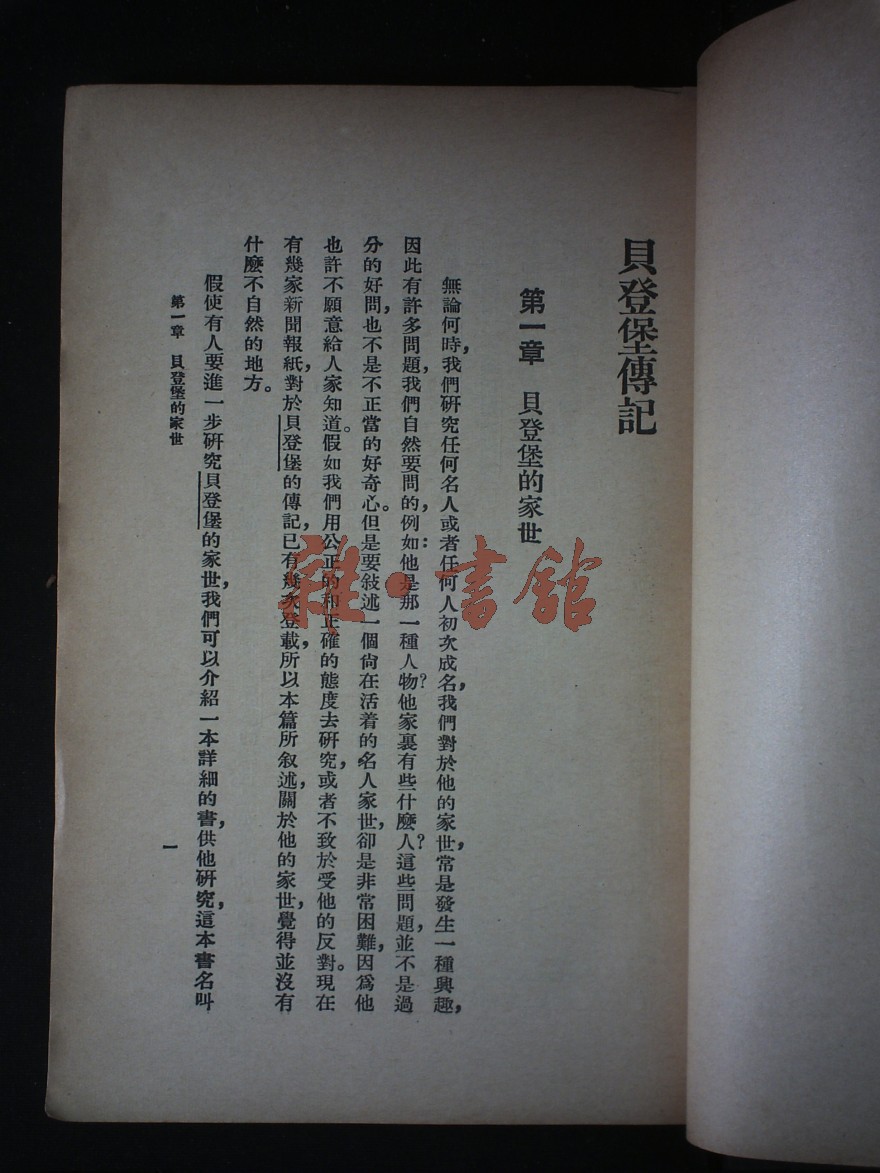 貝登堡傳記
第一章　貝登堡的家世
無論何時，我們研究任何名人或者任何人初次成名，我們對於他的家世，常是發生一種興趣，
因此有許多問題，我們自然要問的，例如：他是那一種人物？他家裏有些什麼人？這些問題，並不是過
分的好問，也不是不正當的好奇心。但是要敍述一個尙在活着的名人家世，卻是非常困難，因爲他
也許不願意給人家知道。假如我們用公正的和正確的態度去研究，或者不致於受他的反對。現在
有幾家新聞報紙，對於貝登堡的傳記，已有幾次登載，所以本篇所叙述，關於他的家世，覺得並沒有
什麼不自然的地方。
假使有人要進一步研究貝登堡的家世，我們可以介紹一本詳細的書，供他研究，這本書名叫
第一章　貝登堡的家世
一
雜·書館